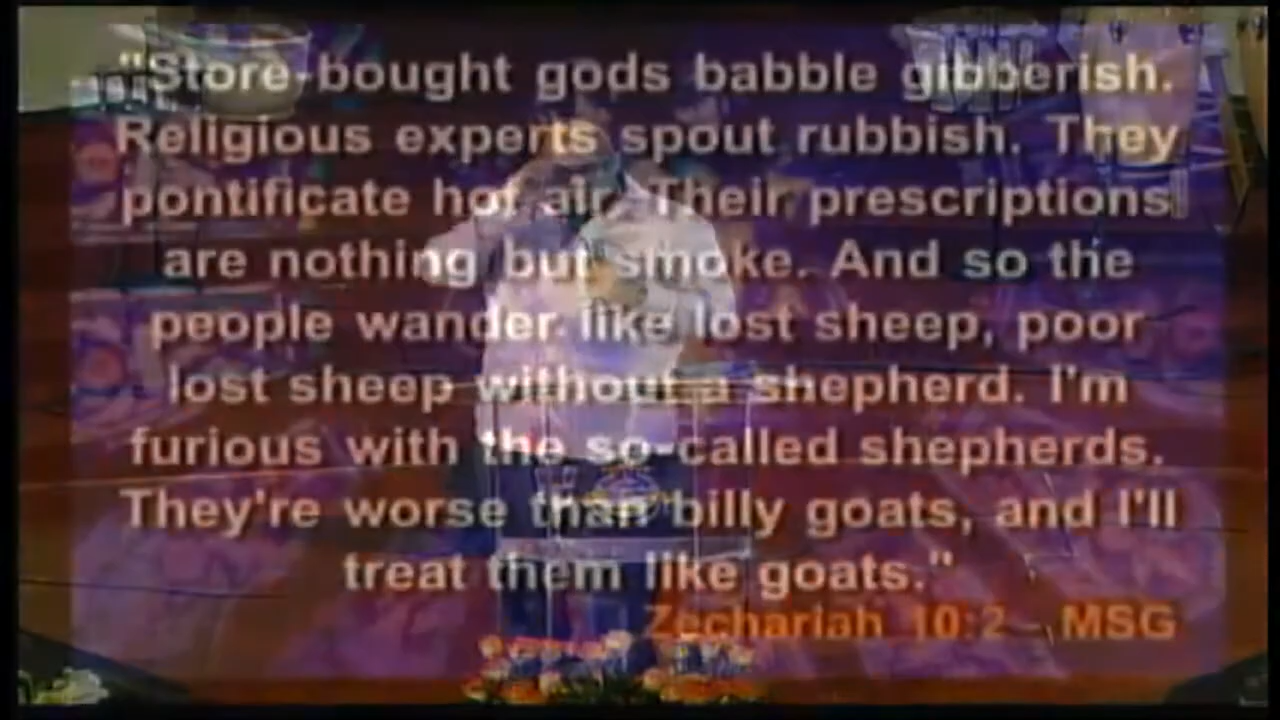 "Store-bought gods babble gibberish.
Religious experts spout rubbish. They
pontificate hot air. Their prescriptions
are nothing but smoke. And so the
people wander like lost sheep, poor
lost sheep without a shepherd. I'm
furious with the so-called shepherds.
They're worse than billy goats, and I'll
treat them like goats."
Zechariah 10:2 - MSG